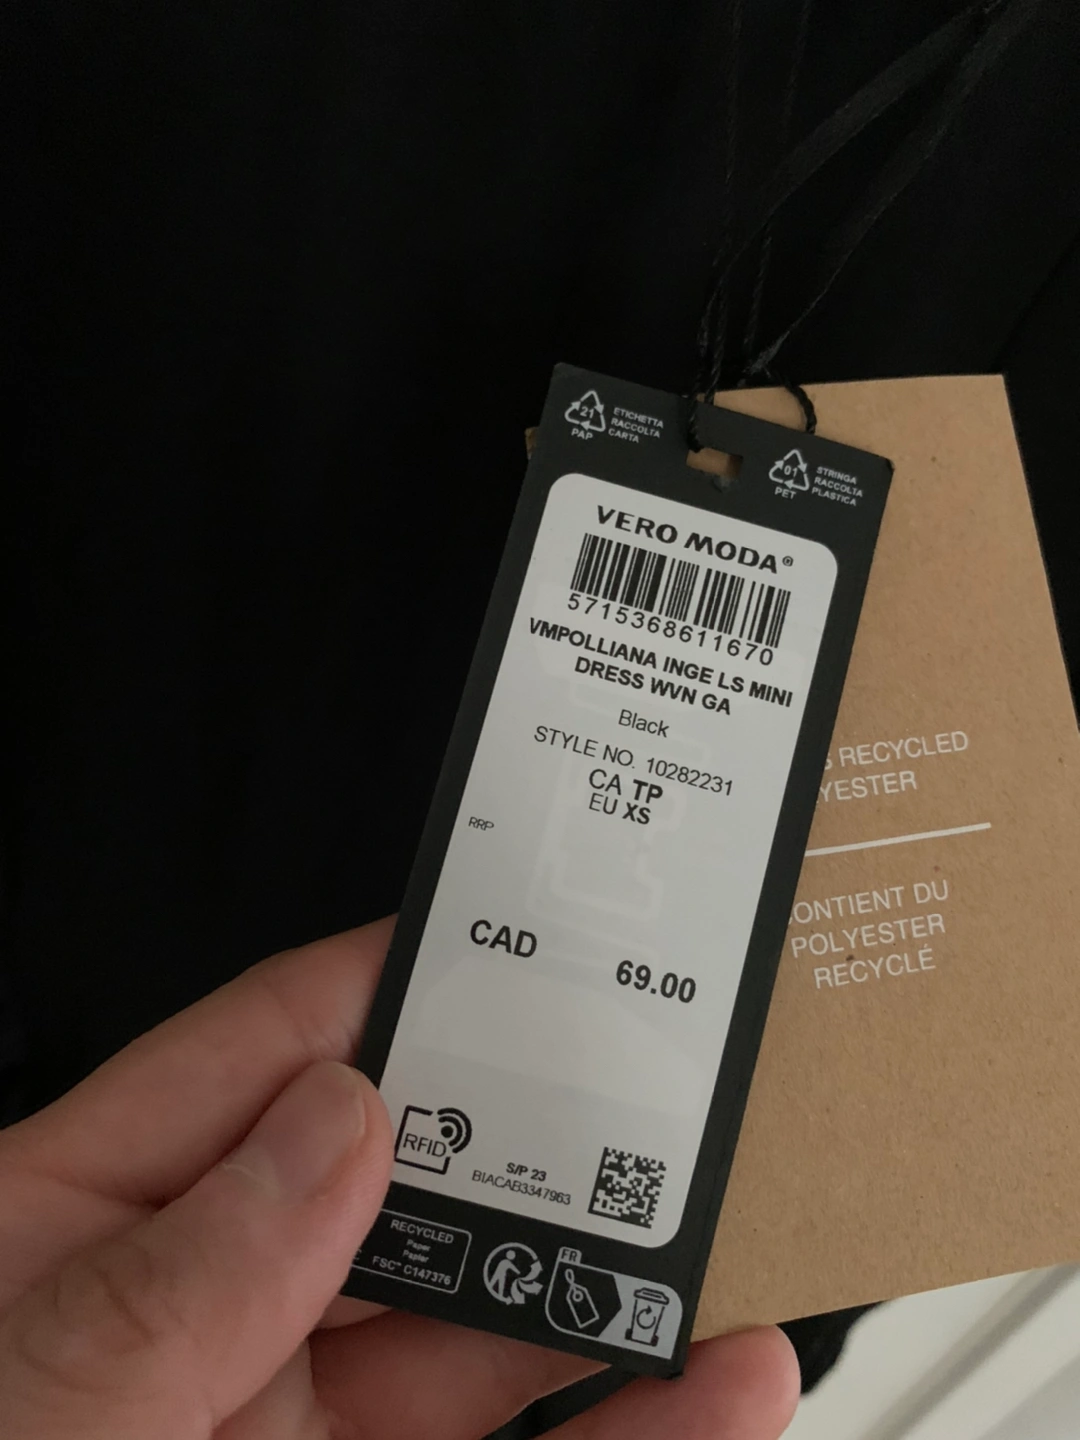 21
PAP
ETICHETTA
RACCOLTA
CARTA
01
PET
STRINGA
RACCOLTA
PLASTICA
VERO MODA®
5715368611670
VMPOLLIANA INGE LS MINI
DRESS WVN GA
Black
STYLE NO. 10282231
CA TP
EU XS
RRP
CAD
69.00
RFID
S/P 23
BIACAB3347963
RECYCLED
Paper
Papier
FSC™ C147376
FR
RECYCLED
CONTIENT DU
POLYESTER
RECYCLÉ